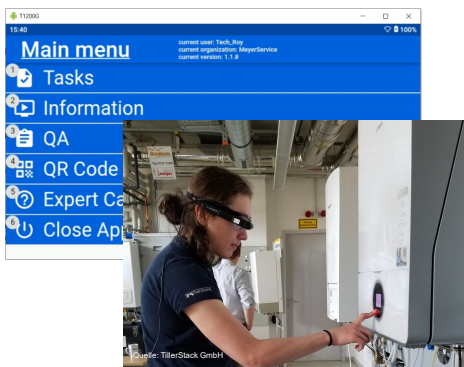 T1200G
15:40
100%
Main menu
current user: Tech_Roy
current organization: MeyerService
current version: 1.1.8
1 Tasks
2 Information
3 QA
4 QR Code
5 Expert Ca
6 Close Ap
Quelle: TillerStack GmbH